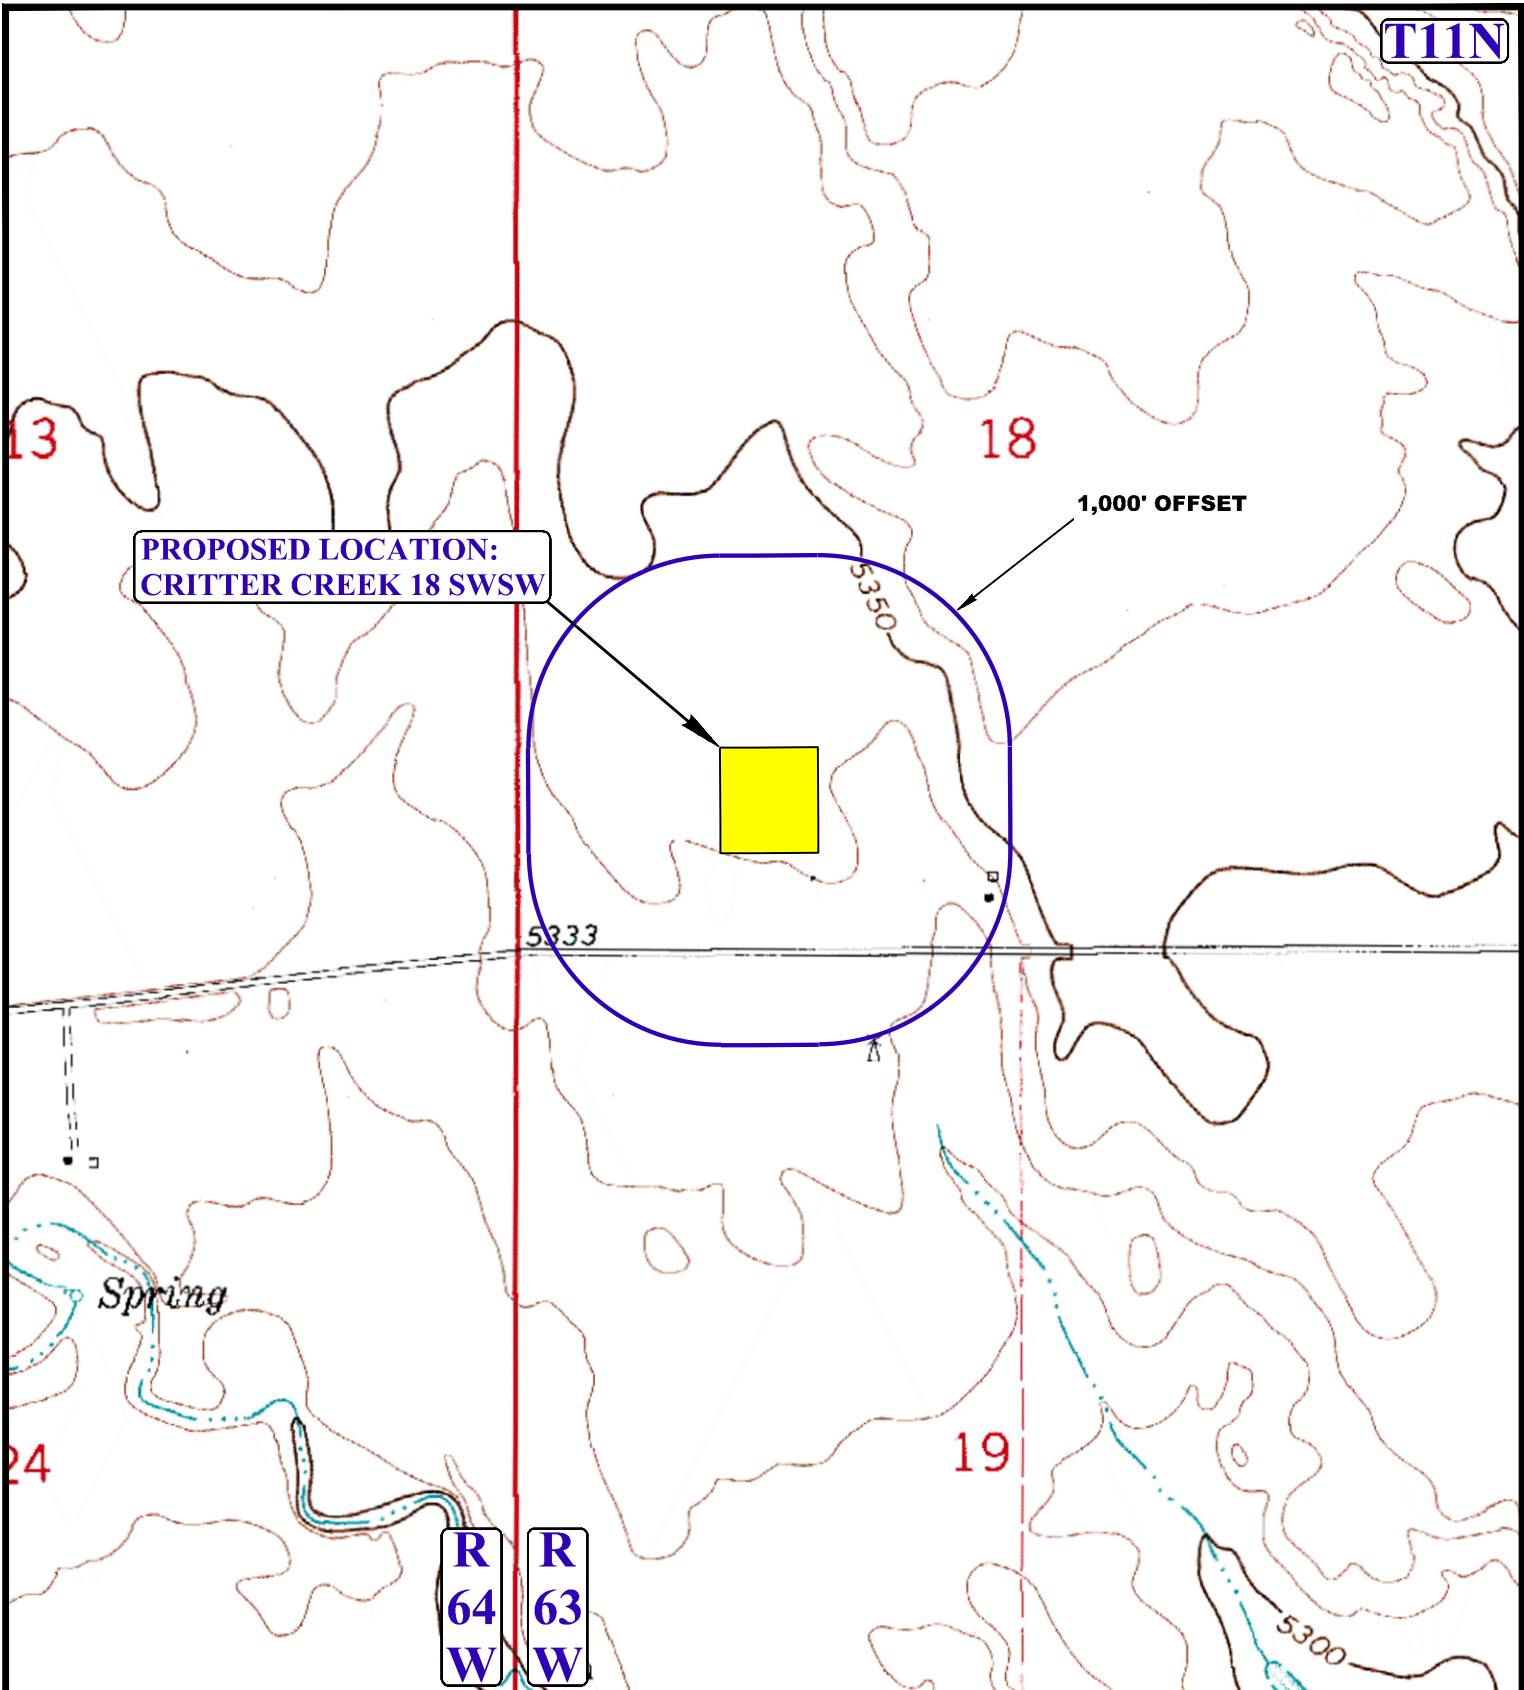 T11N
13
18
1,000' OFFSET
PROPOSED LOCATION:
CRITTER CREEK 18 SWSW
5350
5333
Spring
24
19
R
64
W
R
63
W
5300